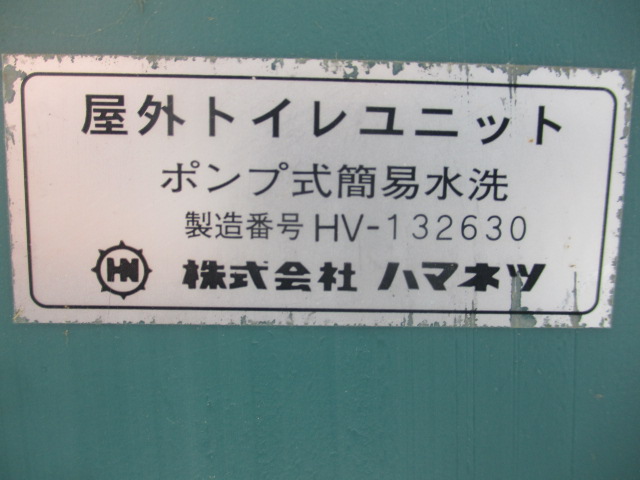 屋外トイレユニット
ポンプ式簡易水洗
製造番号 HV-132630
HN 株式会社 ハマネツ